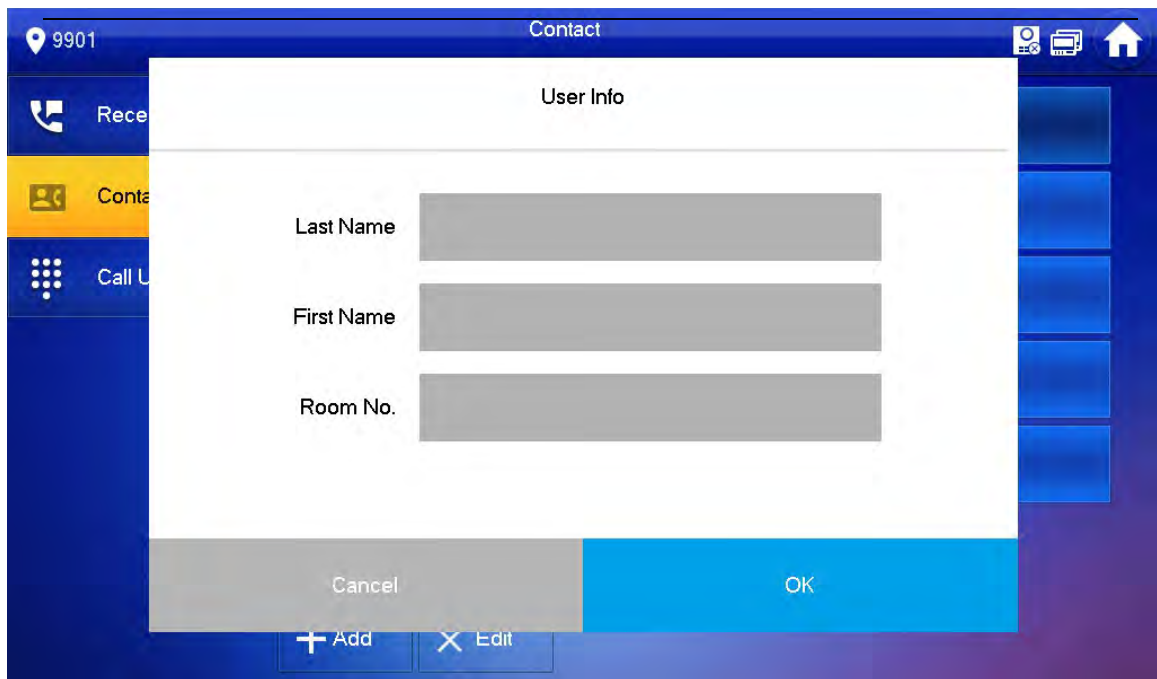 9901
Contact
User Info
Rece
Conta
Call U
Last Name
First Name
Room No.
Cancel
OK
Add
Edit